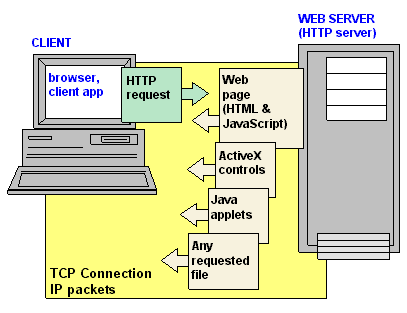 CLIENT
WEB SERVER
(HTTP server)
browser,
client app
HTTP
request
Web
page
(HTML &
JavaScript)
ActiveX
controls
Java
applets
Any
requested
file
TCP Connection
IP packets